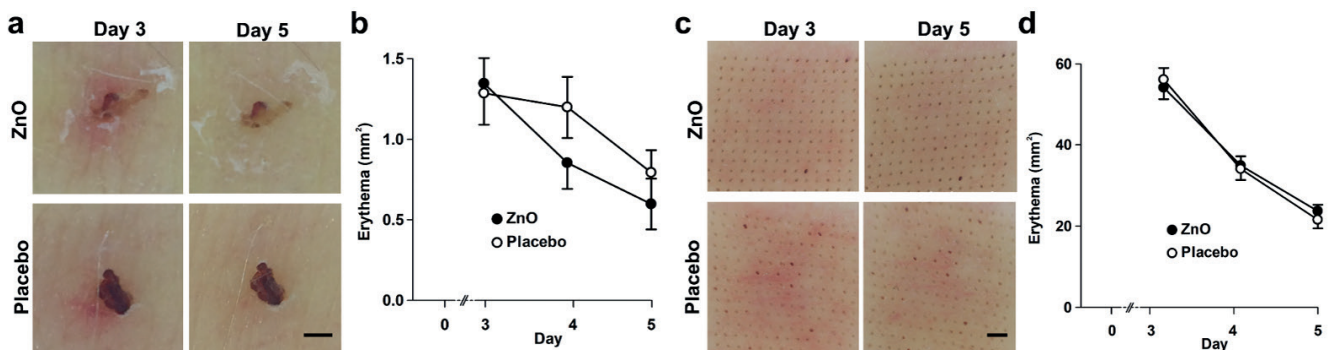 a
Day 3
Day 5
ZnO
Placebo
b
1.5
1.0
0.5
0.0
Erythema (mm²)
ZnO
Placebo
0
3
4
5
Day
c
Day 3
Day 5
ZnO
Placebo
d
60
40
20
0
Erythema (mm²)
ZnO
Placebo
0
3
4
5
Day